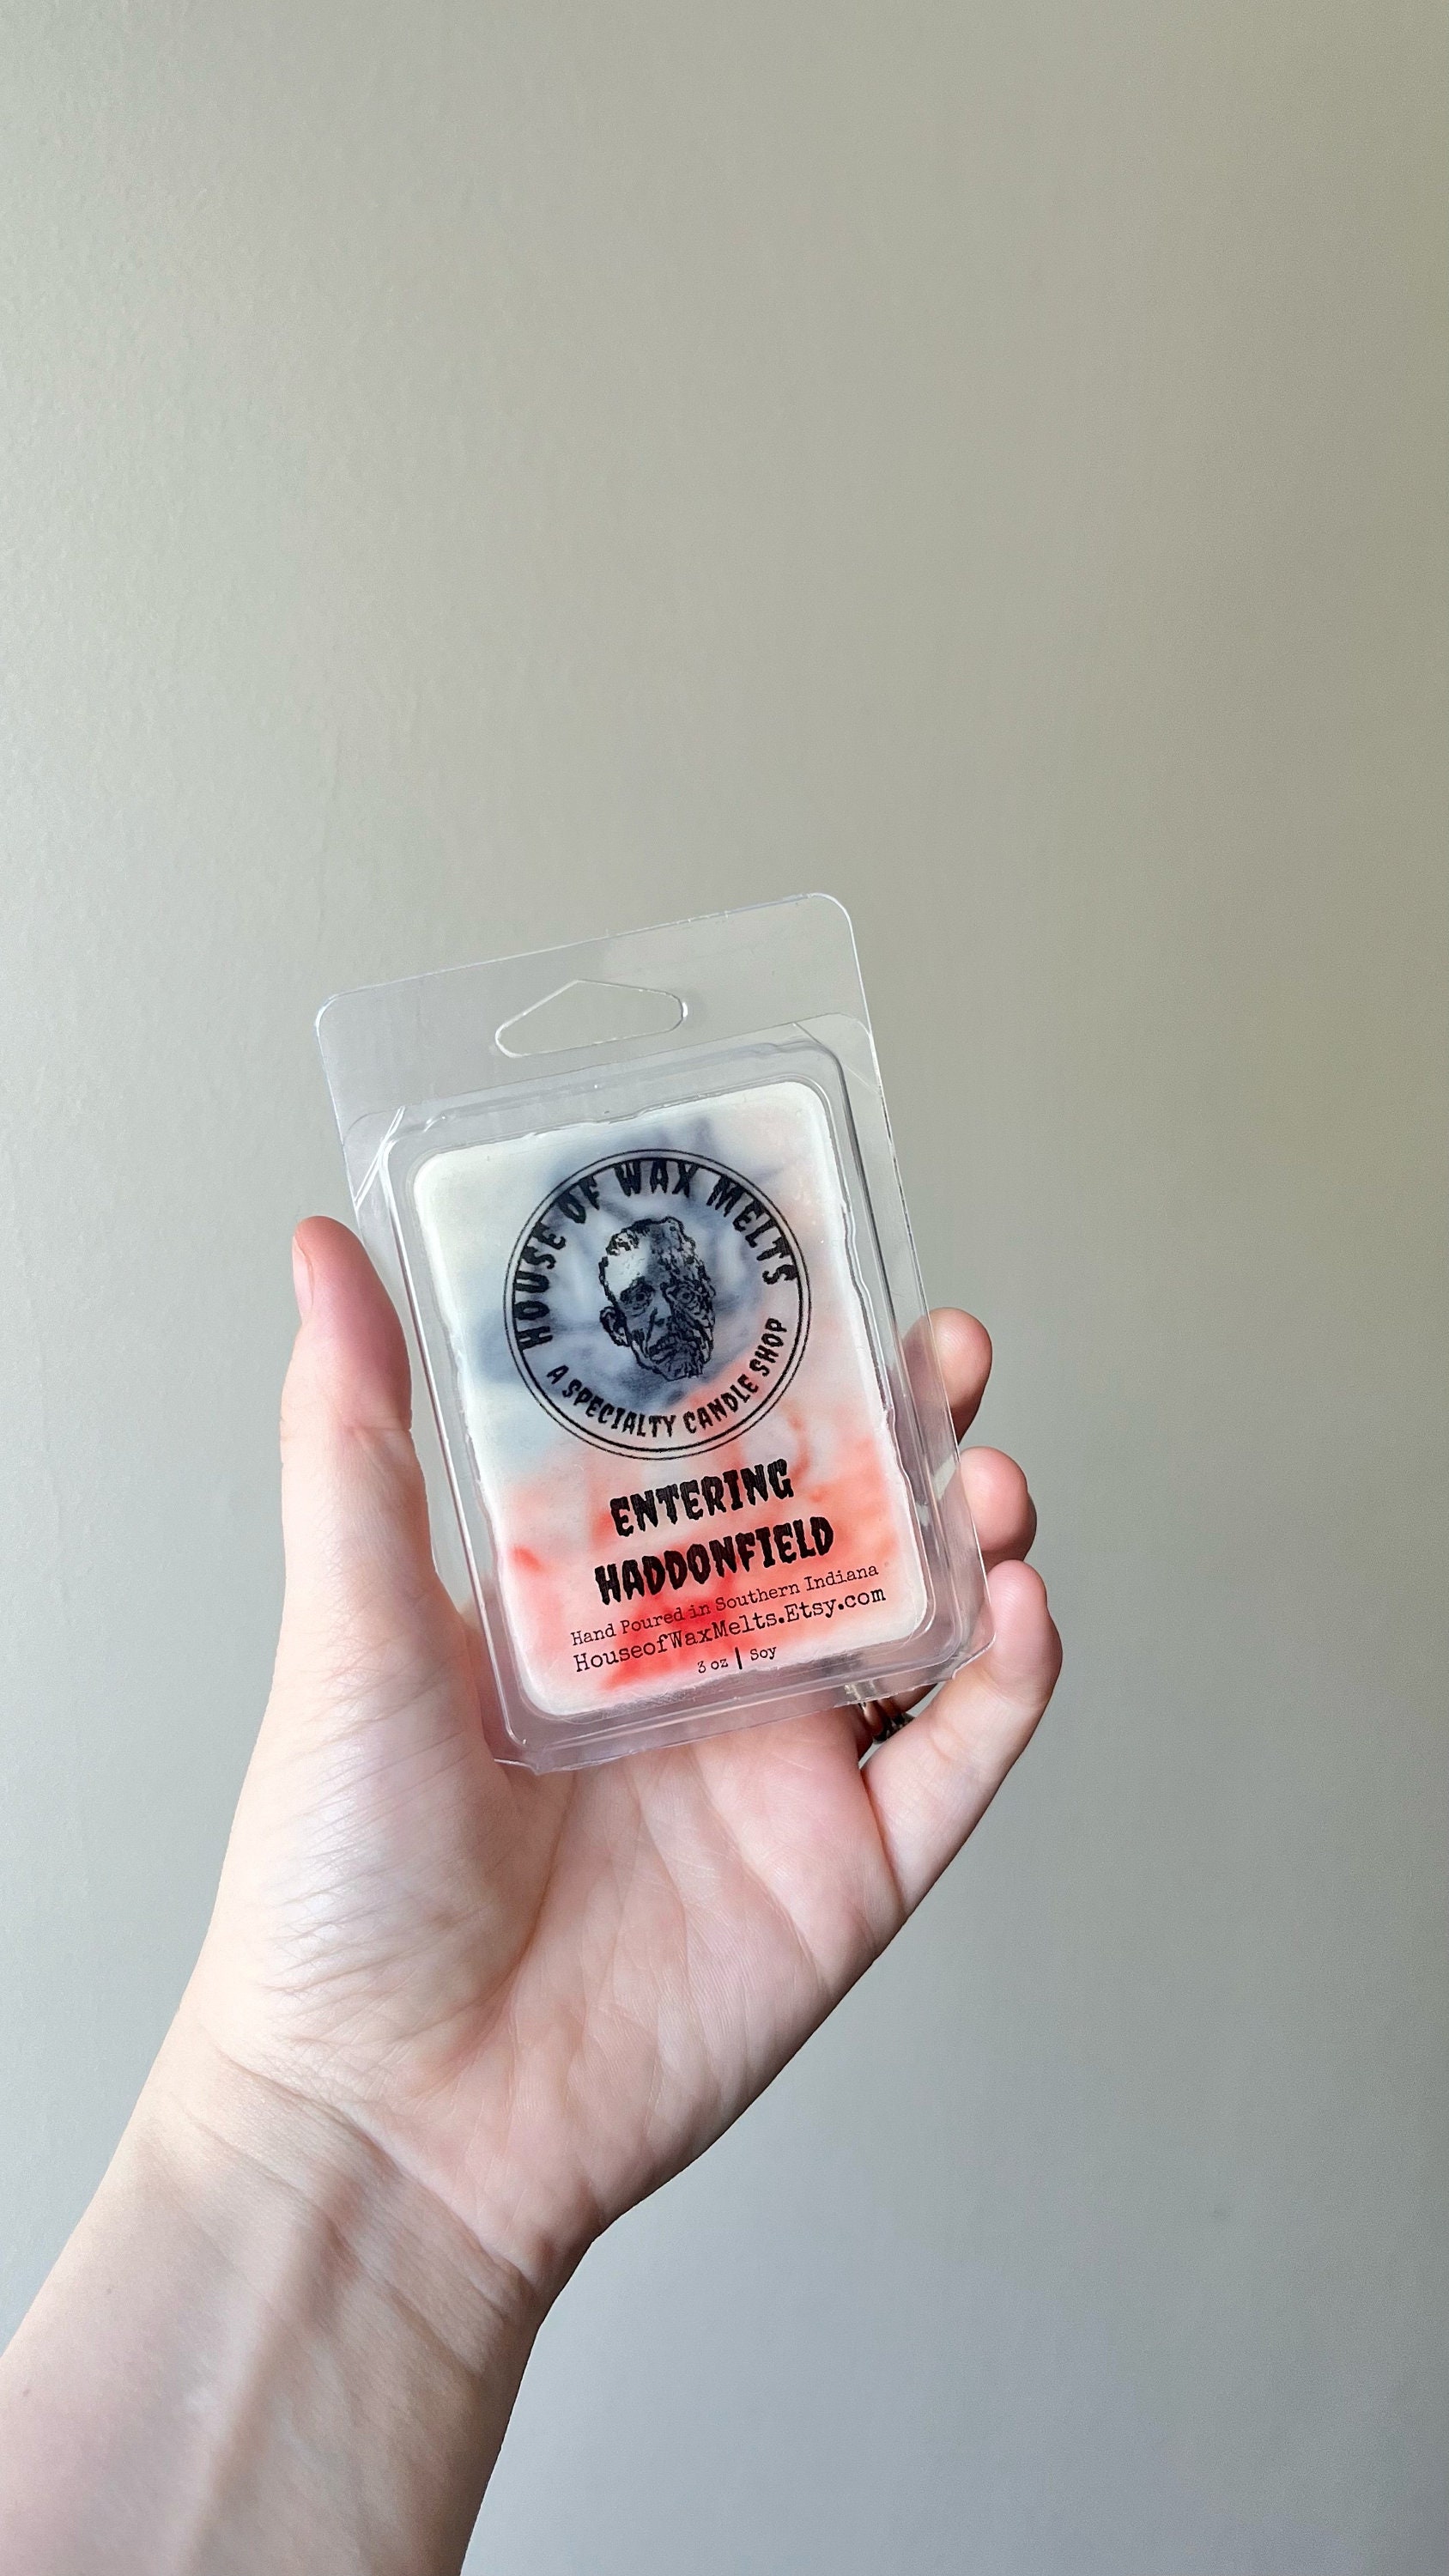 HOUSE OF WAX MELTS
A SPECIALTY CANDLE SHOP
ENTERING
HADDONFIELD
Hand Poured in Southern Indiana
HouseofWaxMelts.Etsy.com
3 oz | Soy